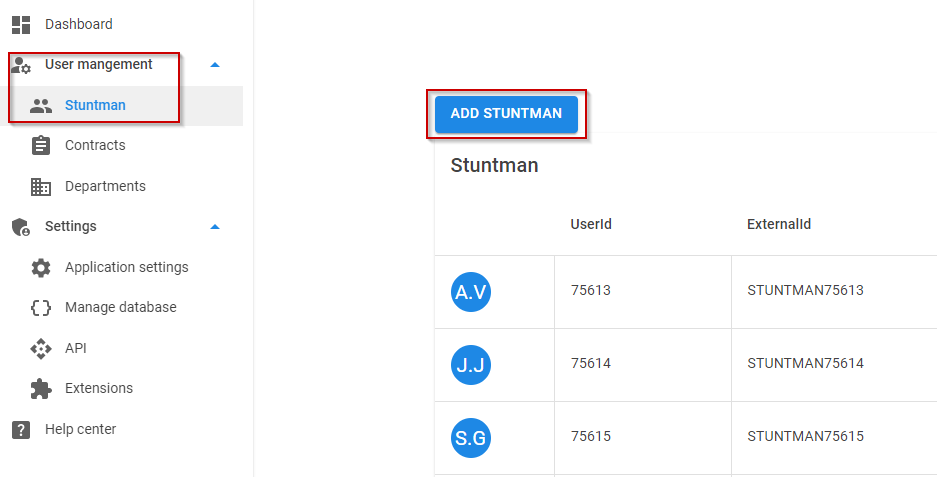 Dashboard
User mangement
Stuntman
Contracts
Departments
Settings
Application settings
Manage database
API
Extensions
Help center
ADD STUNTMAN
Stuntman
UserId ExternalId
A.V 75613 STUNTMAN75613
J.J 75614 STUNTMAN75614
S.G 75615 STUNTMAN75615